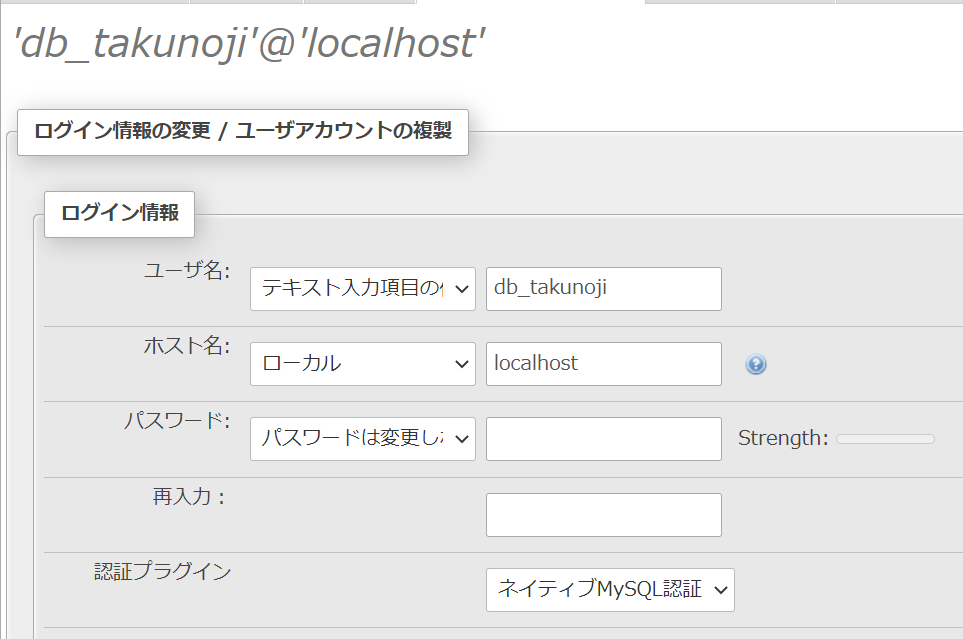 'db_takunoji'@'localhost'
ログイン情報の変更 / ユーザアカウントの複製
ログイン情報
ユーザ名: テキスト入力項目の db_takunoji
ホスト名: ローカル localhost
パスワード: パスワードは変更し Strength:
再入力 :
認証プラグイン
ネイティブMySQL認証